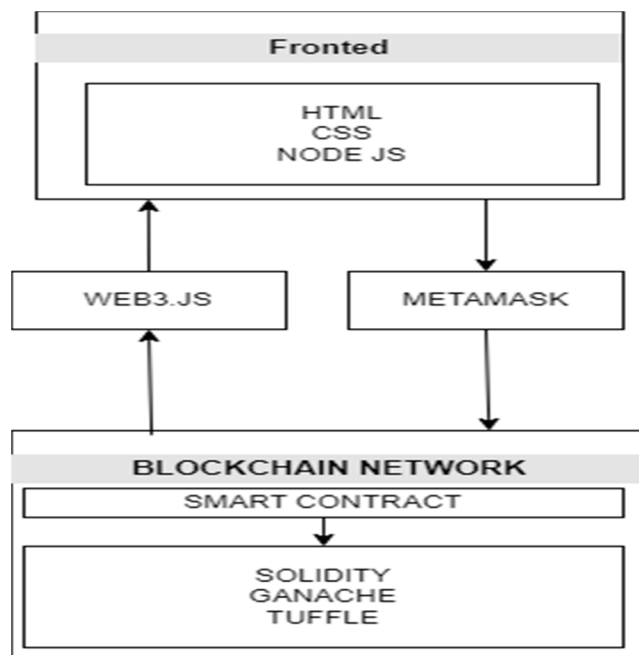 Fronted
HTML
CSS
NODE JS
WEB3.JS
METAMASK
BLOCKCHAIN NETWORK
SMART CONTRACT
SOLIDITY
GANACHE
TUFFLE